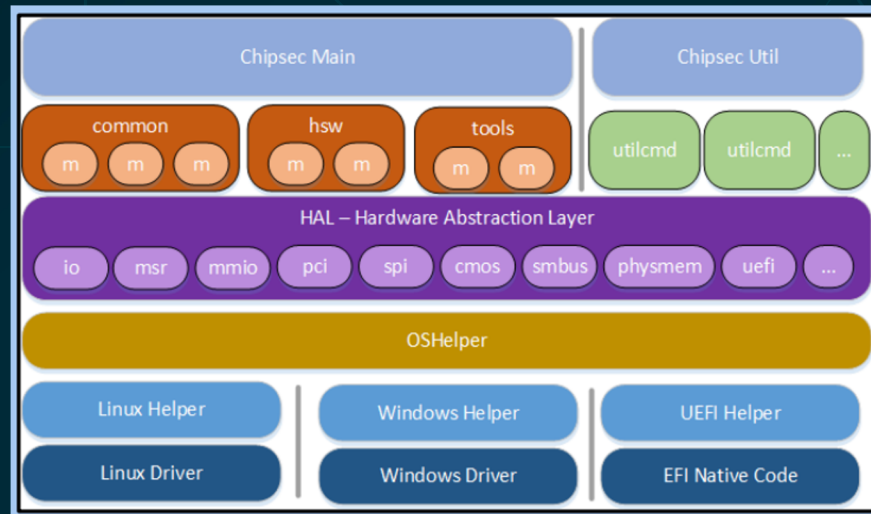 Chipsec Main
Chipsec Util
common
hsw
tools
m m m
m m
m m
utilcmd
utilcmd
...
HAL – Hardware Abstraction Layer
io msr mmio pci spi cmos smbus physmem uefi ...
OSHelper
Linux Helper
Windows Helper
UEFI Helper
Linux Driver
Windows Driver
EFI Native Code